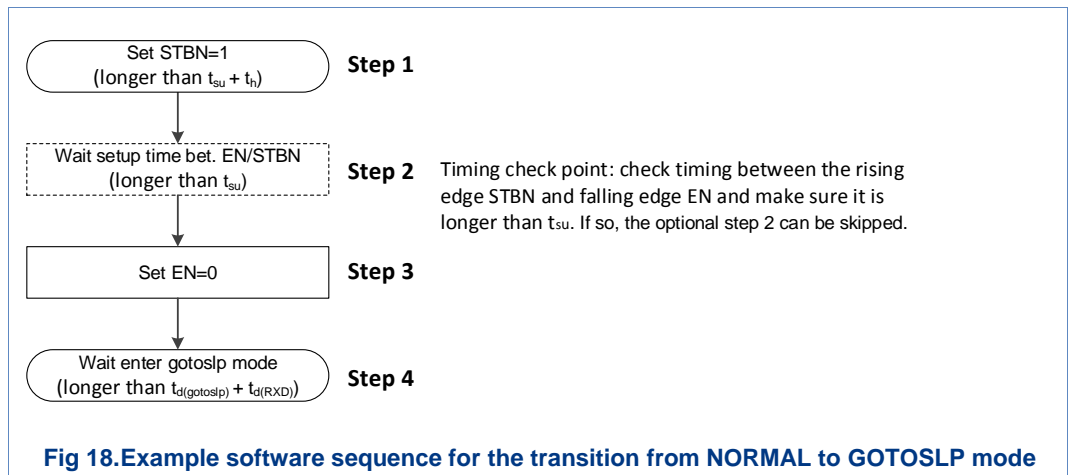 Set STBN=1
(longer than tsu + th)
Step 1
Wait setup time bet. EN/STBN
(longer than tsu)
Step 2
Timing check point: check timing between the rising
edge STBN and falling edge EN and make sure it is
longer than tsu. If so, the optional step 2 can be skipped.
Set EN=0
Step 3
Wait enter gotoslp mode
(longer than td(gotoslp) + td(RXD))
Step 4
Fig 18.Example software sequence for the transition from NORMAL to GOTOSLP mode